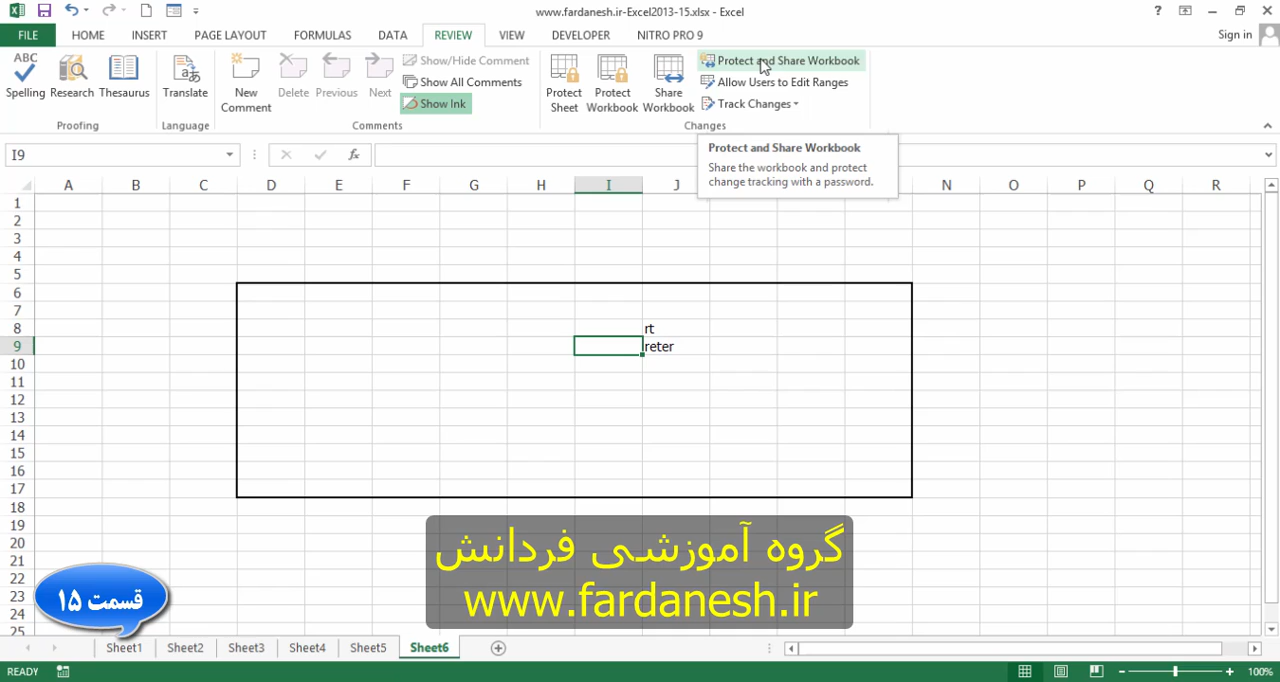 www.fardanesh.ir-Excel2013-15.xlsx - Excel
?
FILE HOME INSERT PAGE LAYOUT FORMULAS DATA REVIEW VIEW DEVELOPER NITRO PRO 9 Sign in
ABC
Spelling Research Thesaurus
Proofing
Translate
Language
New Comment Delete Previous Next
Show/Hide Comment
Show All Comments
Show Ink
Comments
Protect Sheet Protect Workbook Share Workbook
Protect and Share Workbook
Allow Users to Edit Ranges
Track Changes
Changes
I9 fx
Protect and Share Workbook
Share the workbook and protect
change tracking with a password.
A B C D E F G H I J N O P Q R
1
2
3
4
5
6
7
8 rt
9 reter
10
11
12
13
14
15
16
17
18
19
20
21
22
23
24
25
گروه آموزشی فردانش
www.fardanesh.ir
قسمت ۱۵
Sheet1 Sheet2 Sheet3 Sheet4 Sheet5 Sheet6
READY 100%